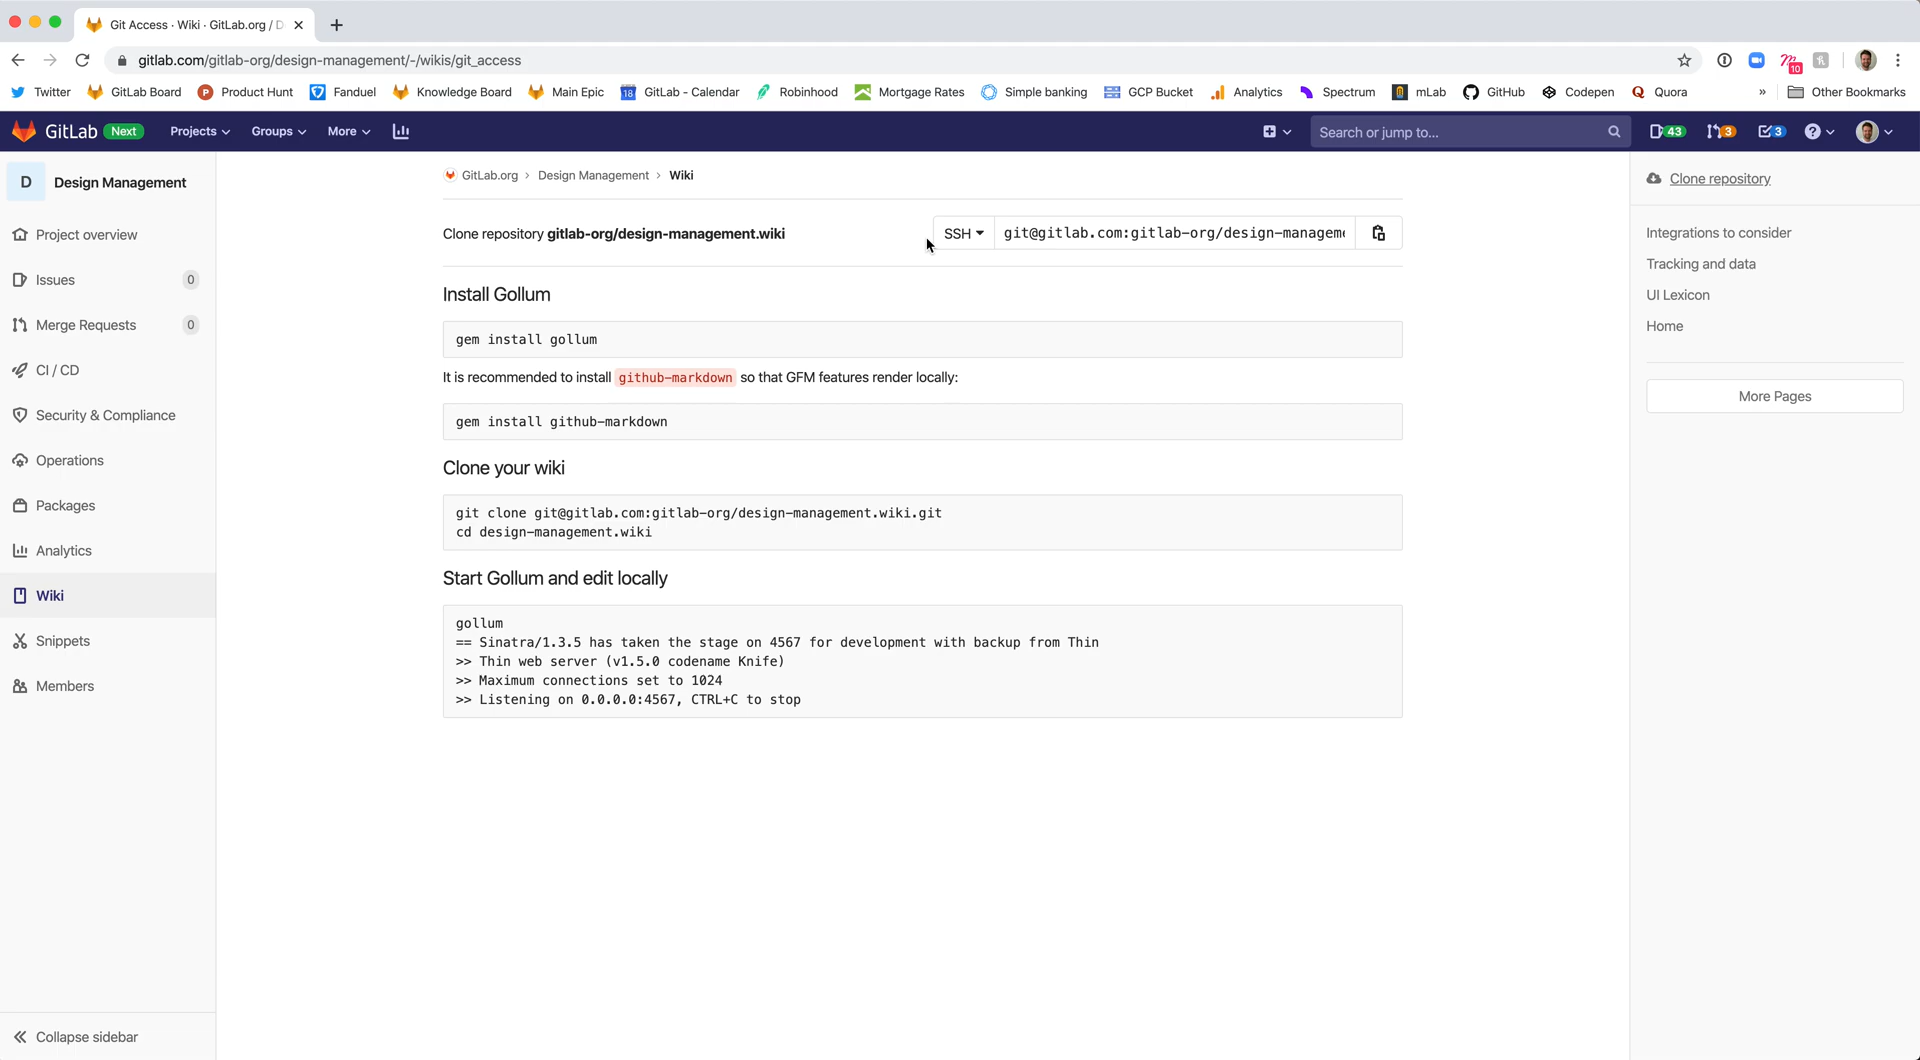 Git Access · Wiki · GitLab.org / D
gitlab.com/gitlab-org/design-management/-/wikis/git_access
10
Twitter GitLab Board Product Hunt Fanduel Knowledge Board Main Epic 18 GitLab - Calendar Robinhood Mortgage Rates Simple banking GCP Bucket Analytics Spectrum mLab GitHub Codepen Quora » Other Bookmarks
GitLab Next Projects Groups More Search or jump to... 43 3 3
D Design Management
Project overview
Issues 0
Merge Requests 0
CI / CD
Security & Compliance
Operations
Packages
Analytics
Wiki
Snippets
Members
Collapse sidebar
GitLab.org › Design Management › Wiki
Clone repository gitlab-org/design-management.wiki SSH git@gitlab.com:gitlab-org/design-manageme
Install Gollum
gem install gollum
It is recommended to install github-markdown so that GFM features render locally:
gem install github-markdown
Clone your wiki
git clone git@gitlab.com:gitlab-org/design-management.wiki.git
cd design-management.wiki
Start Gollum and edit locally
gollum
== Sinatra/1.3.5 has taken the stage on 4567 for development with backup from Thin
>> Thin web server (v1.5.0 codename Knife)
>> Maximum connections set to 1024
>> Listening on 0.0.0.0:4567, CTRL+C to stop
Clone repository
Integrations to consider
Tracking and data
UI Lexicon
Home
More Pages